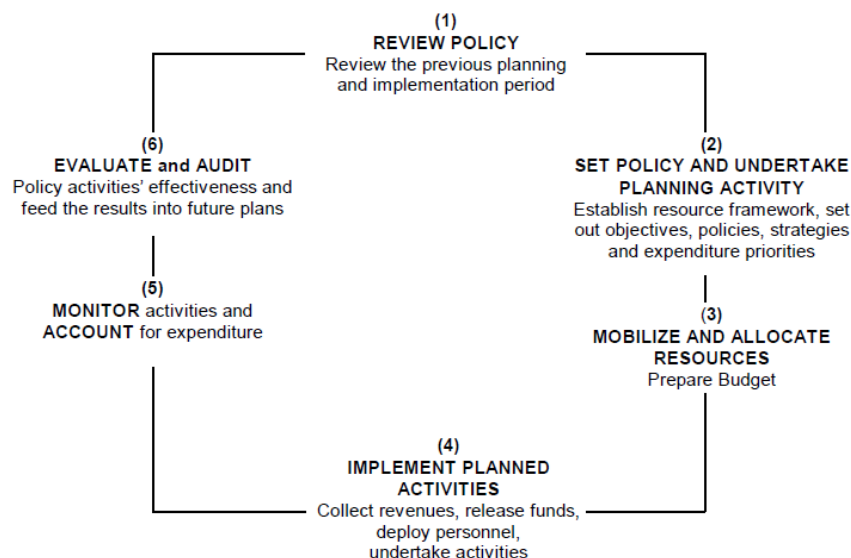 (1)
REVIEW POLICY
Review the previous planning
and implementation period
(2)
SET POLICY AND UNDERTAKE
PLANNING ACTIVITY
Establish resource framework, set
out objectives, policies, strategies
and expenditure priorities
(3)
MOBILIZE AND ALLOCATE
RESOURCES
Prepare Budget
(4)
IMPLEMENT PLANNED
ACTIVITIES
Collect revenues, release funds,
deploy personnel,
undertake activities
(5)
MONITOR activities and
ACCOUNT for expenditure
(6)
EVALUATE and AUDIT
Policy activities’ effectiveness and
feed the results into future plans